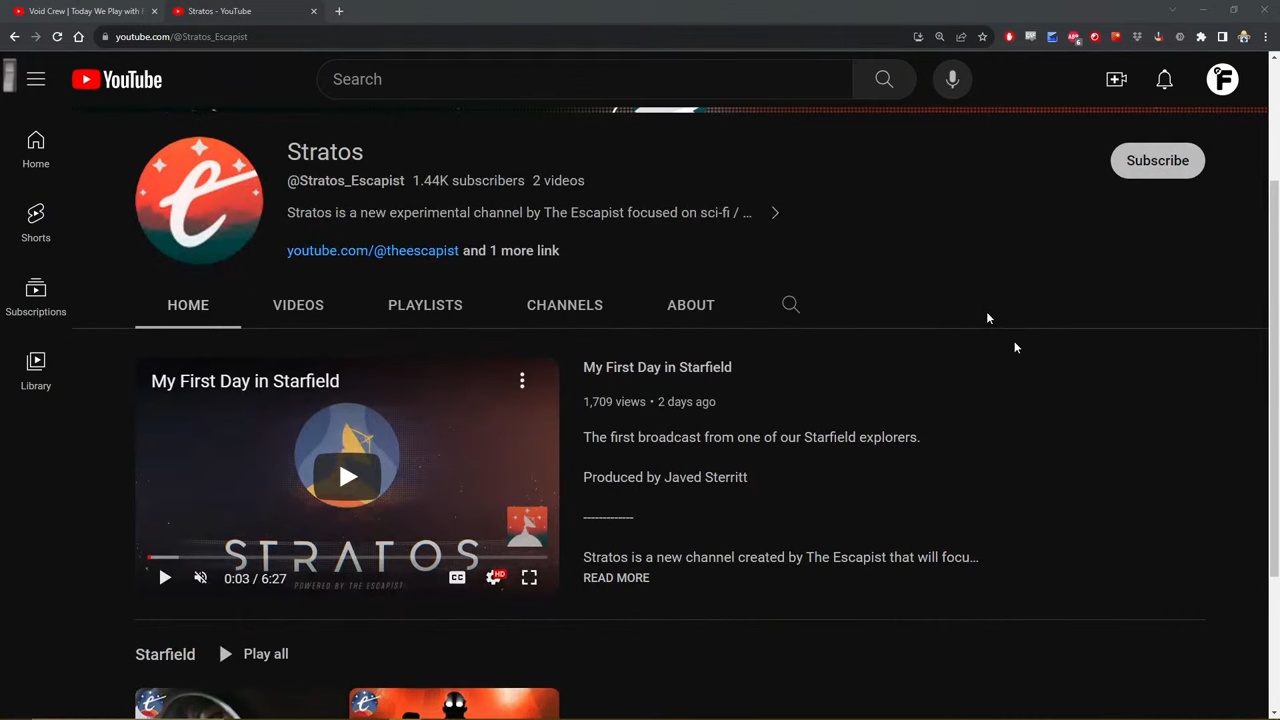 Void Crew | Today We Play with
Stratos - YouTube
youtube.com/@Stratos_Escapist
YouTube
Search
Home
Shorts
Subscriptions
Library
Stratos
@Stratos_Escapist 1.44K subscribers 2 videos
Stratos is a new experimental channel by The Escapist focused on sci-fi / ...
youtube.com/@theescapist and 1 more link
Subscribe
HOME VIDEOS PLAYLISTS CHANNELS ABOUT
My First Day in Starfield
STRATOS
POWERED BY THE ESCAPIST.
0:03 / 6:27
CC
HD
My First Day in Starfield
1,709 views • 2 days ago
The first broadcast from one of our Starfield explorers.
Produced by Javed Sterritt
-------------
Stratos is a new channel created by The Escapist that will focu...
READ MORE
Starfield Play all